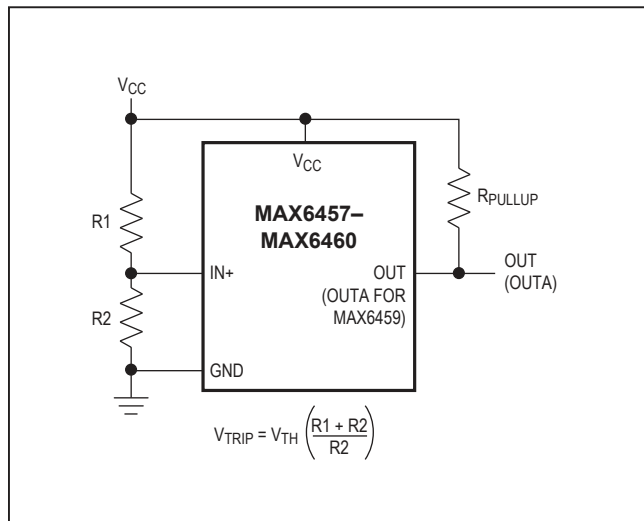 VCC
VCC
MAX6457–
MAX6460
RPULLUP
R1
IN+
OUT
(OUTA FOR
MAX6459)
OUT
(OUTA)
R2
GND
VTRIP = VTH (R1 + R2 / R2)